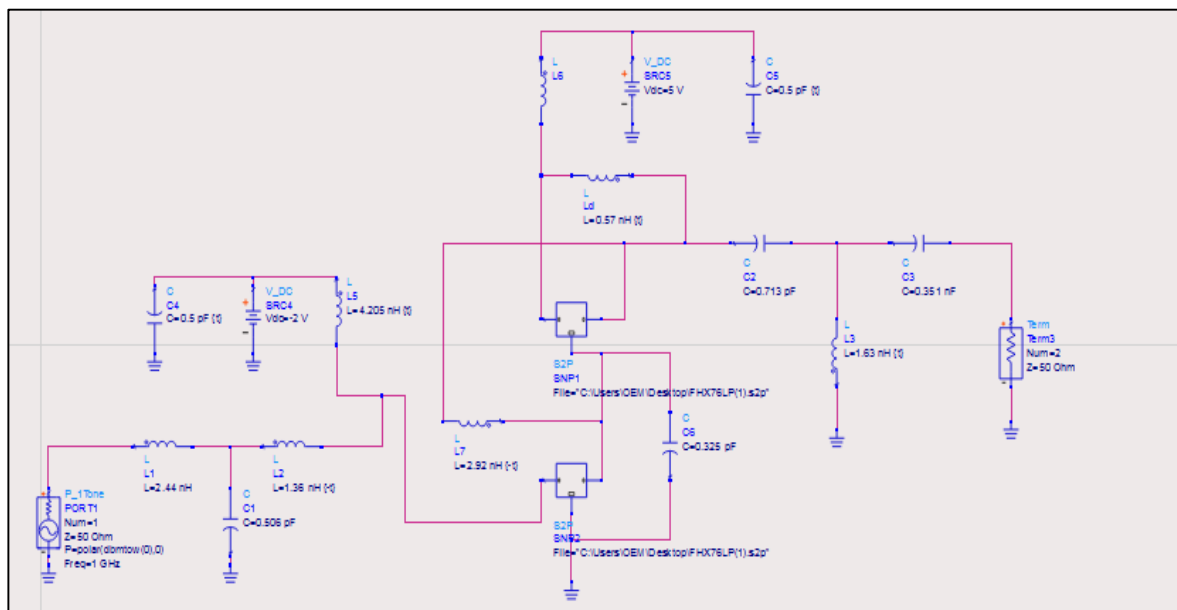 L
L6
+
V_DC
SRC5
Vdc=5 V
-
C
C5
C=0.5 pF {t}
L
Ld
L=0.57 nH {t}
C
C4
C=0.5 pF {t}
+
V_DC
SRC4
Vdc=-2 V
-
L
L5
L=4.205 nH {t}
C
C2
C=0.713 pF
C
C3
C=0.351 nF
L
L3
L=1.63 nH {t}
+
Term
Term3
Num=2
Z=50 Ohm
-
S2P
SNP1
File="C:\Users\OEM\Desktop\FHX76LP(1).s2p"
L
L1
L=2.44 nH
L
L2
L=1.36 nH {-t}
L
L7
L=2.92 nH {-t}
C
C6
C=0.325 pF
P_1Tone
PORT1
Num=1
Z=50 Ohm
P=polar(dbmtow(0),0)
Freq=1 GHz
C
C1
C=0.506 pF
S2P
SNP2
File="C:\Users\OEM\Desktop\FHX76LP(1).s2p"